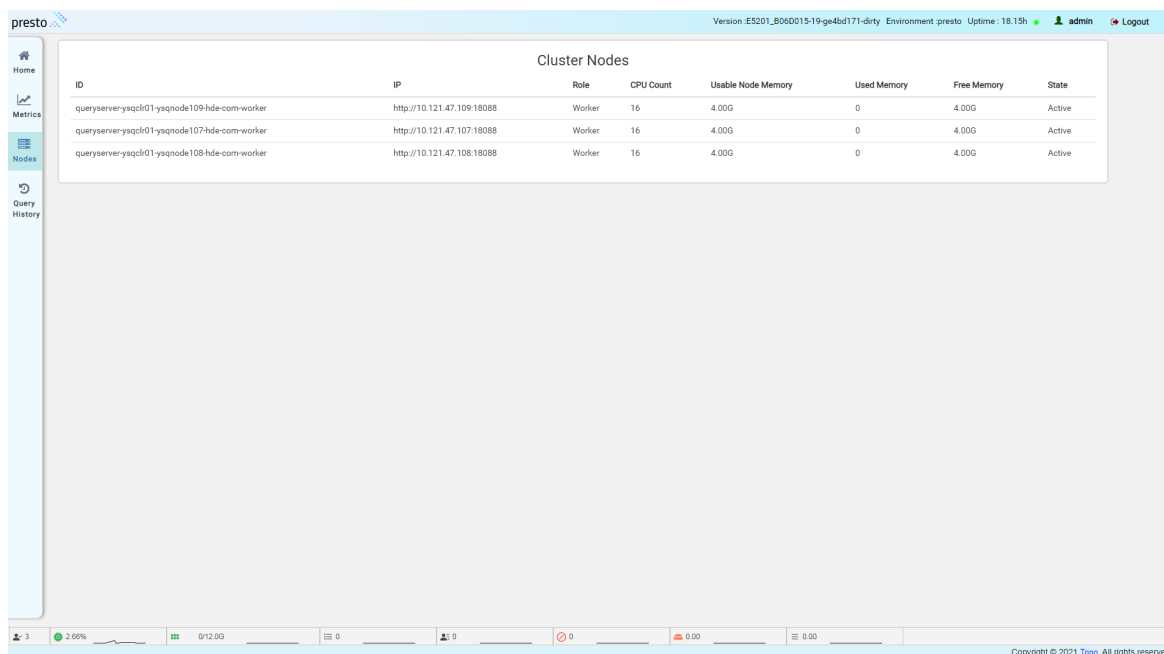 presto
Version :E5201_B06D015-19-ge4bd171-dirty Environment :presto Uptime : 18.15h admin Logout
Home
Metrics
Nodes
Query
History
Cluster Nodes
ID IP Role CPU Count Usable Node Memory Used Memory Free Memory State
queryserver-ysqclr01-ysqnode109-hde-com-worker http://10.121.47.109:18088 Worker 16 4.00G 0 4.00G Active
queryserver-ysqclr01-ysqnode107-hde-com-worker http://10.121.47.107:18088 Worker 16 4.00G 0 4.00G Active
queryserver-ysqclr01-ysqnode108-hde-com-worker http://10.121.47.108:18088 Worker 16 4.00G 0 4.00G Active
3 2.66% 0/12.0G 0 0 0 0.00 0.00
Copyright © 2021 Trino. All rights reserve